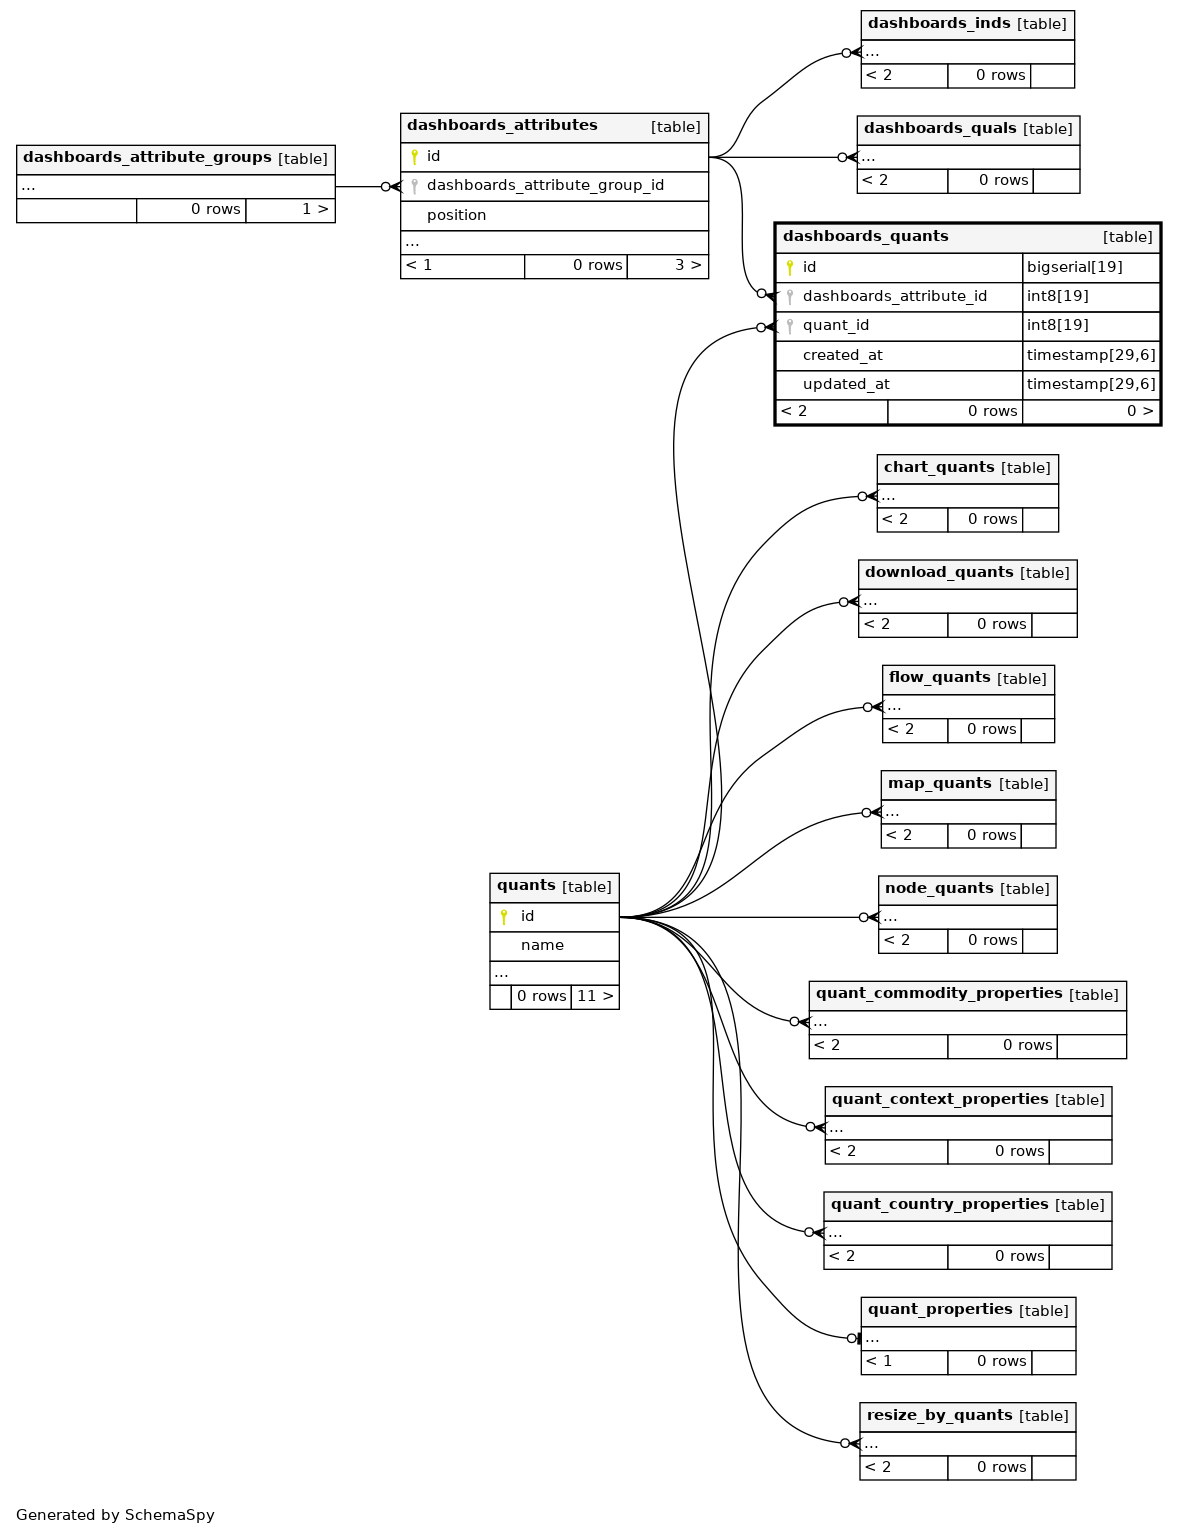 dashboards_inds [table]
...
< 2 0 rows
dashboards_attributes [table]
id
dashboards_attribute_group_id
position
...
< 1 0 rows 3 >
dashboards_quals [table]
...
< 2 0 rows
dashboards_attribute_groups [table]
...
0 rows 1 >
dashboards_quants [table]
id bigserial[19]
dashboards_attribute_id int8[19]
quant_id int8[19]
created_at timestamp[29,6]
updated_at timestamp[29,6]
< 2 0 rows 0 >
chart_quants [table]
...
< 2 0 rows
download_quants [table]
...
< 2 0 rows
flow_quants [table]
...
< 2 0 rows
map_quants [table]
...
< 2 0 rows
quants [table]
id
name
...
0 rows 11 >
node_quants [table]
...
< 2 0 rows
quant_commodity_properties [table]
...
< 2 0 rows
quant_context_properties [table]
...
< 2 0 rows
quant_country_properties [table]
...
< 2 0 rows
quant_properties [table]
...
< 1 0 rows
resize_by_quants [table]
...
< 2 0 rows
Generated by SchemaSpy